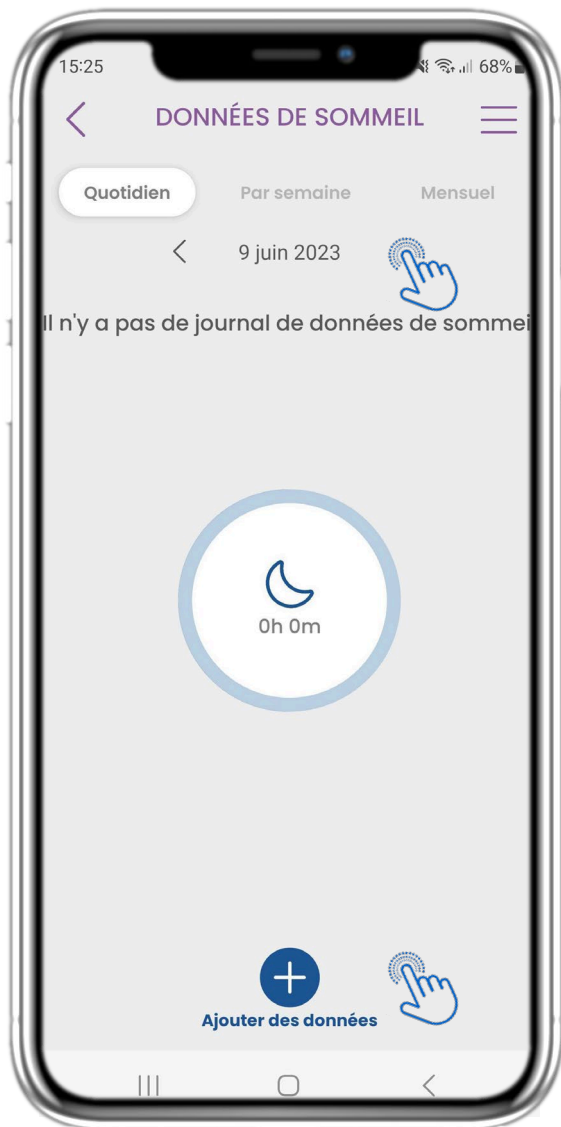 15:25 68%
DONNÉES DE SOMMEIL
Quotidien Par semaine Mensuel
9 juin 2023
Il n'y a pas de journal de données de sommei
0h 0m
Ajouter des données